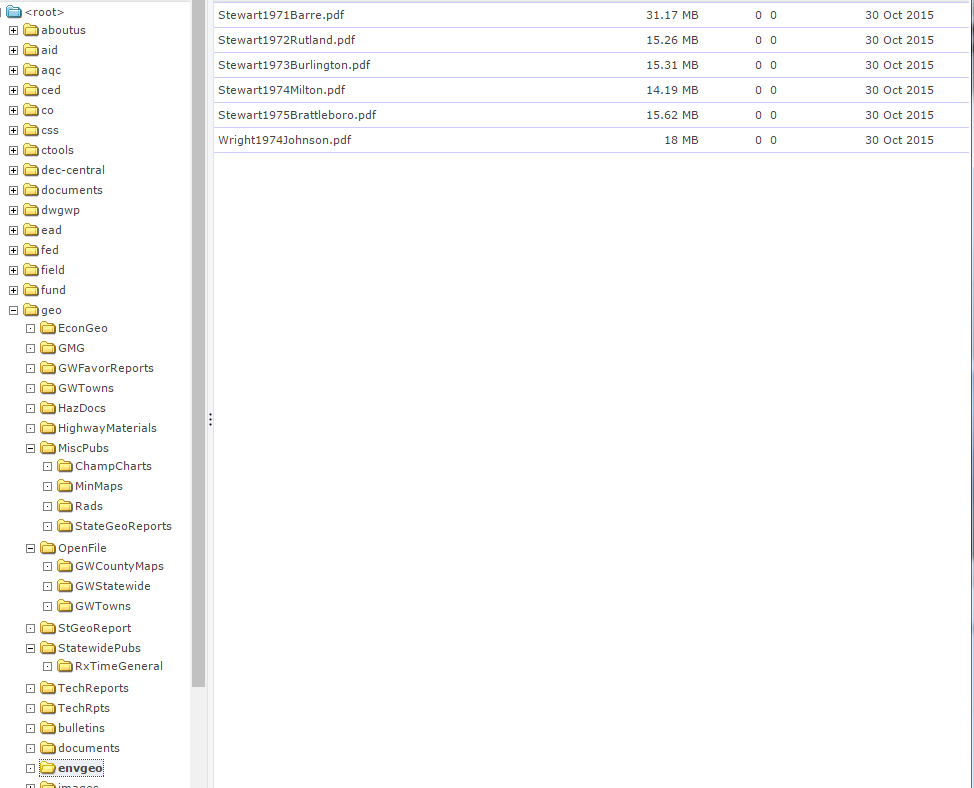 <root>
aboutus
aid
aqc
ced
co
css
ctools
dec-central
documents
dwgwp
ead
fed
field
fund
geo
EconGeo
GMG
GWFavorReports
GWTowns
HazDocs
HighwayMaterials
MiscPubs
ChampCharts
MinMaps
Rads
StateGeoReports
OpenFile
GWCountyMaps
GWStatewide
GWTowns
StGeoReport
StatewidePubs
RxTimeGeneral
TechReports
TechRpts
bulletins
documents
envgeo
images
Stewart1971Barre.pdf 31.17 MB 0 0 30 Oct 2015
Stewart1972Rutland.pdf 15.26 MB 0 0 30 Oct 2015
Stewart1973Burlington.pdf 15.31 MB 0 0 30 Oct 2015
Stewart1974Milton.pdf 14.19 MB 0 0 30 Oct 2015
Stewart1975Brattleboro.pdf 15.62 MB 0 0 30 Oct 2015
Wright1974Johnson.pdf 18 MB 0 0 30 Oct 2015